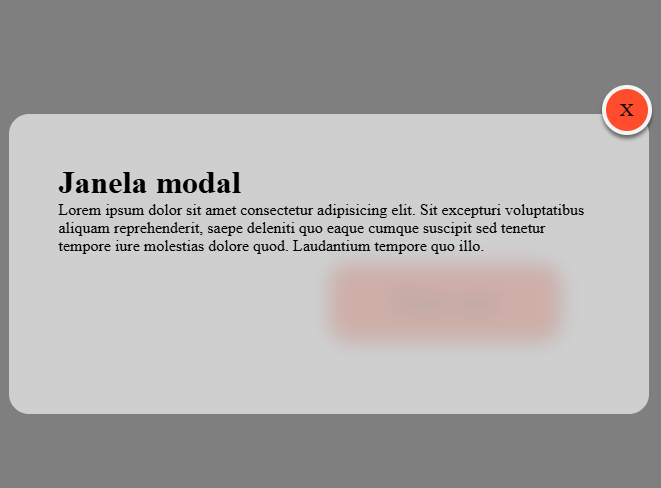 X
Janela modal
Lorem ipsum dolor sit amet consectetur adipisicing elit. Sit excepturi voluptatibus
aliquam reprehenderit, saepe deleniti quo eaque cumque suscipit sed tenetur
tempore iure molestias dolore quod. Laudantium tempore quo illo.